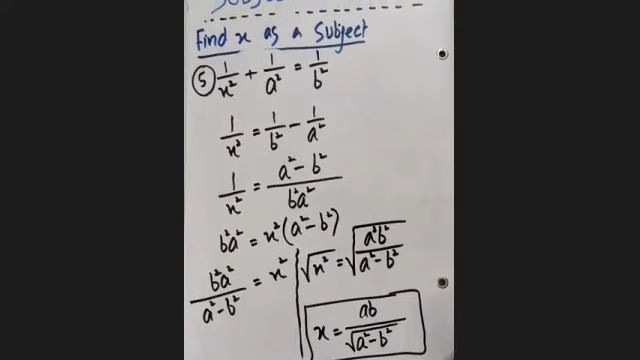 Find x as a Subject
⑤ 1/x² + 1/a² = 1/b²
1/x² = 1/b² - 1/a²
1/x² = (a² - b²)/(b²a²)
b²a² = x²(a² - b²)
b²a²/(a² - b²) = x²
√x² = √(a²b²/(a² - b²))
x = ab/√(a² - b²)